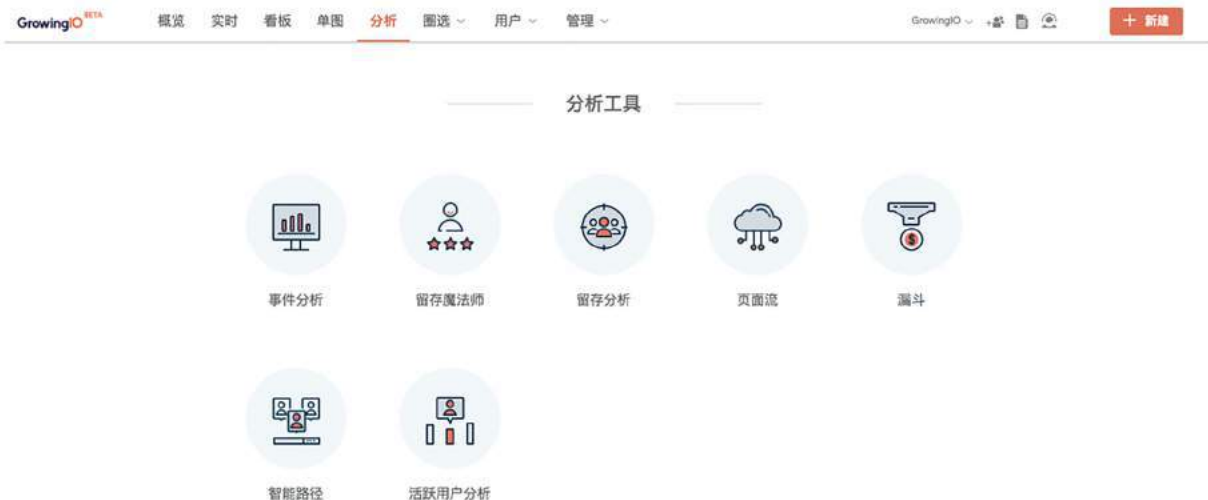 GrowingIO BETA 概览 实时 看板 单图 分析 圈选 用户 管理 GrowingIO + 新建
分析工具
事件分析 留存魔法师 留存分析 页面流 漏斗
智能路径 活跃用户分析